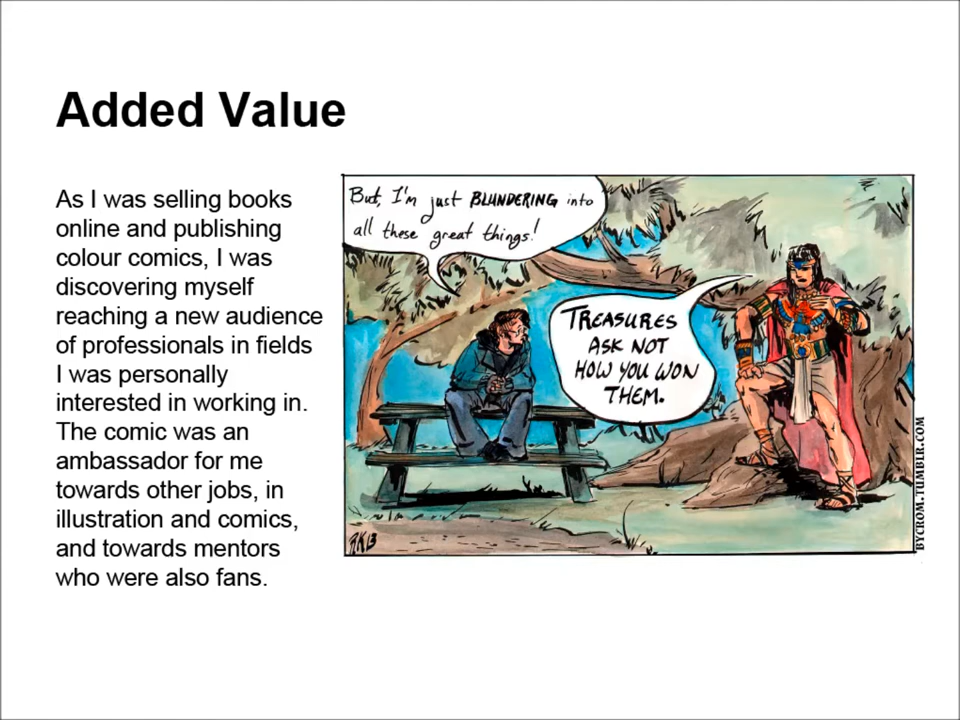 Added Value
As I was selling books
online and publishing
colour comics, I was
discovering myself
reaching a new audience
of professionals in fields
I was personally
interested in working in.
The comic was an
ambassador for me
towards other jobs, in
illustration and comics,
and towards mentors
who were also fans.
But, I'm just BLUNDERING into
all these great things!
TREASURES
ASK NOT
HOW YOU WON
THEM.
RK13
BYCROM.TUMBLR.COM